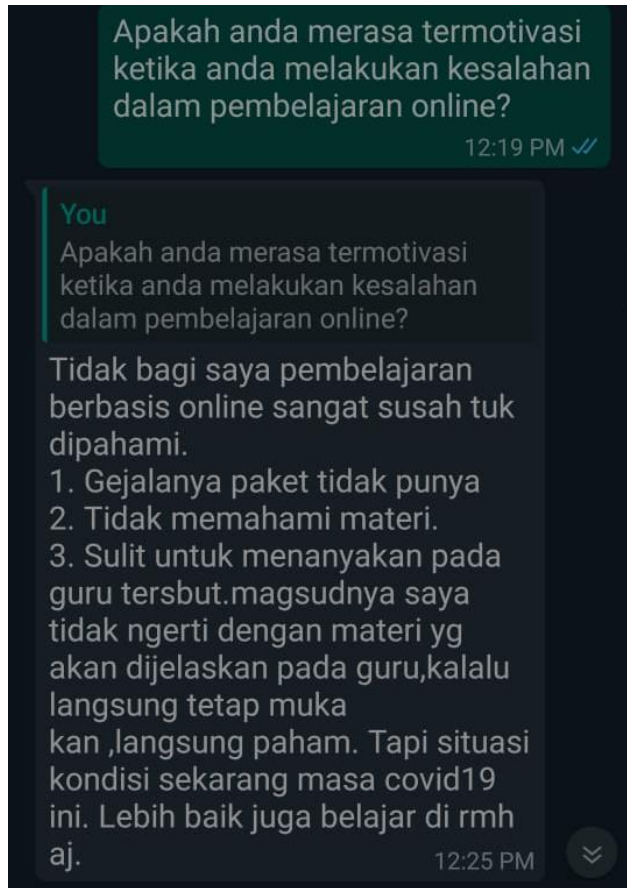 Apakah anda merasa termotivasi
ketika anda melakukan kesalahan
dalam pembelajaran online?
12:19 PM
You
Apakah anda merasa termotivasi
ketika anda melakukan kesalahan
dalam pembelajaran online?
Tidak bagi saya pembelajaran
berbasis online sangat susah tuk
dipahami.
1. Gejalanya paket tidak punya
2. Tidak memahami materi.
3. Sulit untuk menanyakan pada
guru tersbut.magsudnya saya
tidak ngerti dengan materi yg
akan dijelaskan pada guru,kalalu
langsung tetap muka
kan ,langsung paham. Tapi situasi
kondisi sekarang masa covid19
ini. Lebih baik juga belajar di rmh
aj.
12:25 PM